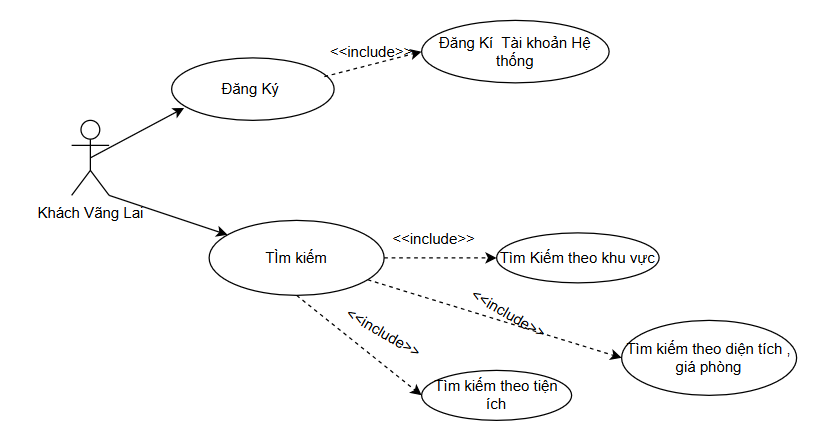 <<include>>
Đăng Kí Tài khoản Hệ
thống
Đăng Ký
Khách Vãng Lai
TÌm kiếm
<<include>>
Tìm Kiếm theo khu vực
<<include>>
Tìm kiếm theo diện tích ,
giá phòng
<<include>>
Tìm kiếm theo tiện
ích